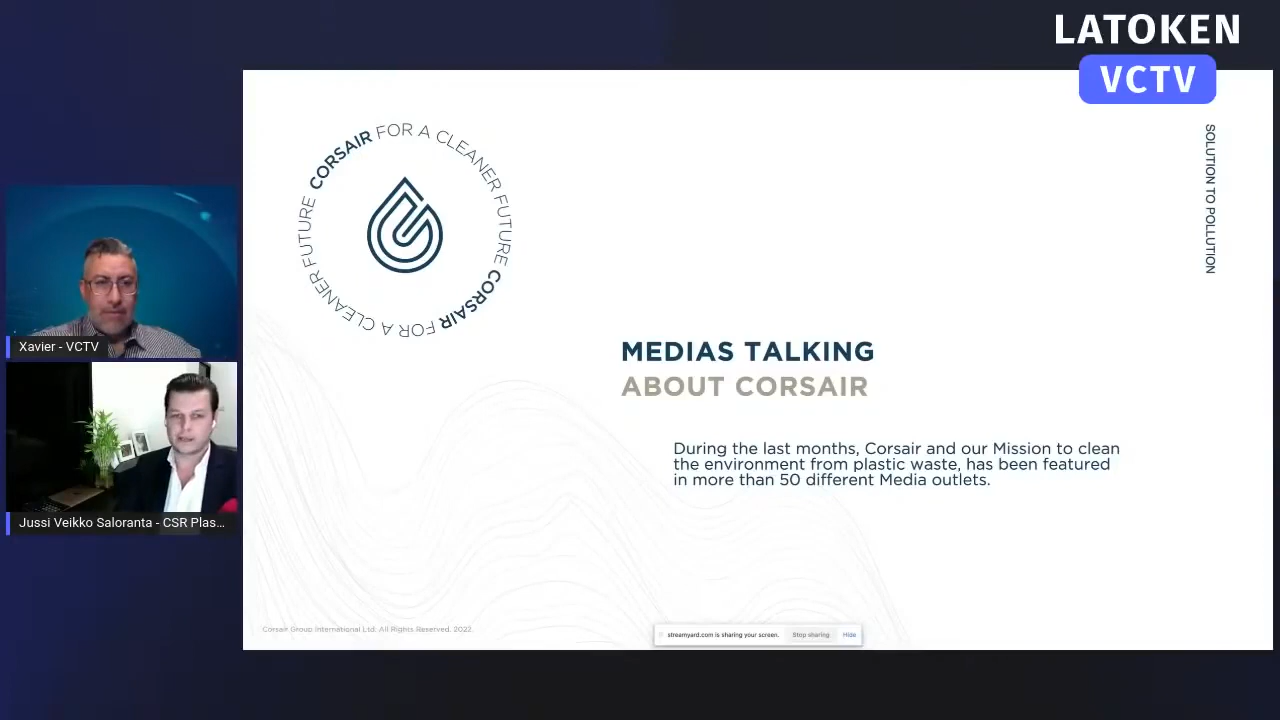 LATOKEN
VCTV
CORSAIR FOR A CLEANER FUTURE CORSAIR FOR A CLEANER FUTURE
SOLUTION TO POLLUTION
Xavier - VCTV
Jussi Veikko Saloranta - CSR Plas...
MEDIAS TALKING
ABOUT CORSAIR
During the last months, Corsair and our Mission to clean
the environment from plastic waste, has been featured
in more than 50 different Media outlets.
Corsair Group International Ltd. All Rights Reserved, 2022.
streamyard.com is sharing your screen. Stop sharing Hide